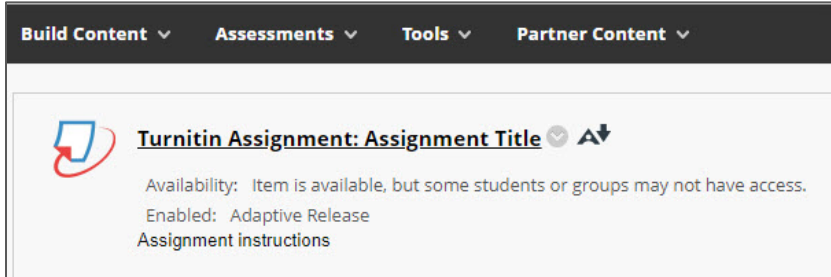 Build Content Assessments Tools Partner Content
Turnitin Assignment: Assignment Title A
Availability: Item is available, but some students or groups may not have access.
Enabled: Adaptive Release
Assignment instructions